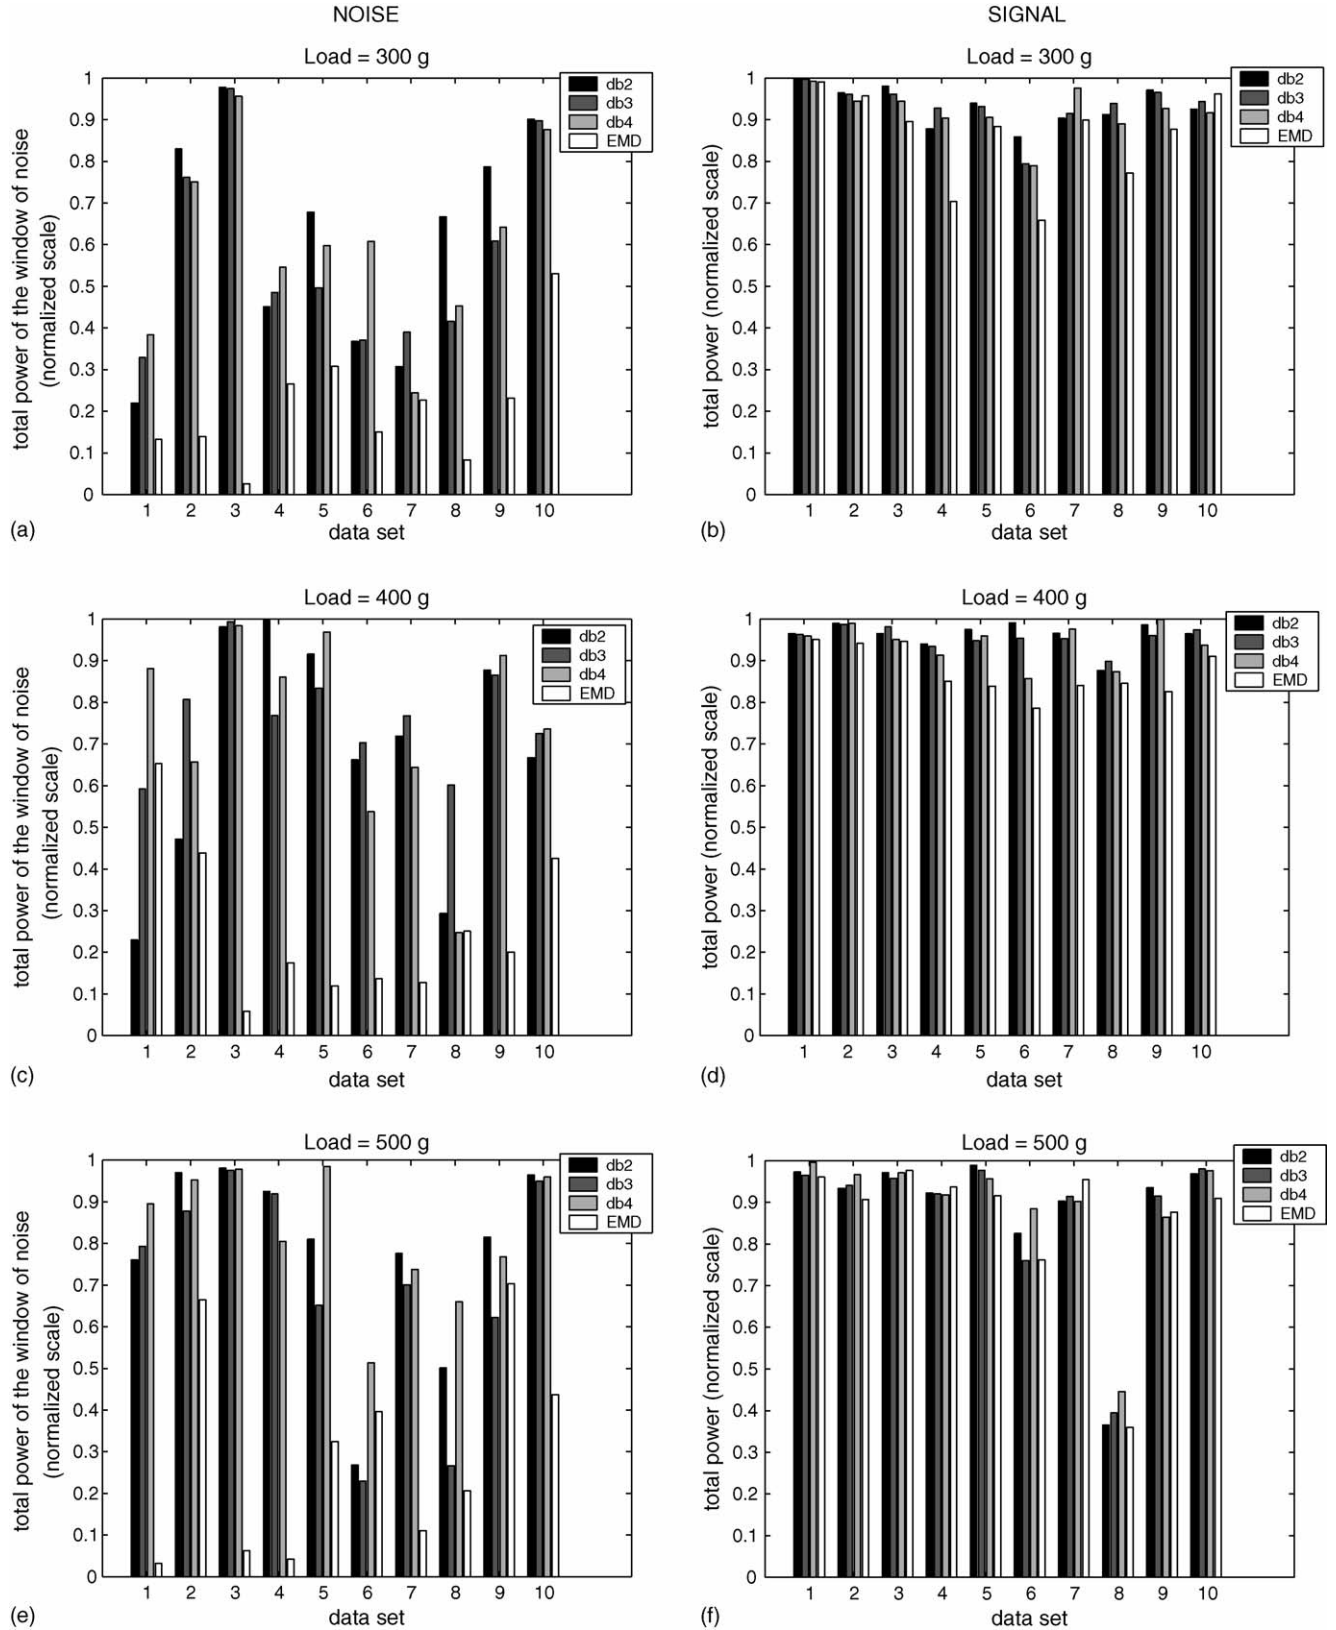 NOISE
SIGNAL
Load = 300 g
1
0.9
0.8
0.7
0.6
0.5
0.4
0.3
0.2
0.1
0
total power of the window of noise
(normalized scale)
db2
db3
db4
EMD
1 2 3 4 5 6 7 8 9 10
data set
(a)
Load = 300 g
1
0.9
0.8
0.7
0.6
0.5
0.4
0.3
0.2
0.1
0
total power (normalized scale)
db2
db3
db4
EMD
1 2 3 4 5 6 7 8 9 10
data set
(b)
Load = 400 g
1
0.9
0.8
0.7
0.6
0.5
0.4
0.3
0.2
0.1
0
total power of the window of noise
(normalized scale)
db2
db3
db4
EMD
1 2 3 4 5 6 7 8 9 10
data set
(c)
Load = 400 g
1
0.9
0.8
0.7
0.6
0.5
0.4
0.3
0.2
0.1
0
total power (normalized scale)
db2
db3
db4
EMD
1 2 3 4 5 6 7 8 9 10
data set
(d)
Load = 500 g
1
0.9
0.8
0.7
0.6
0.5
0.4
0.3
0.2
0.1
0
total power of the window of noise
(normalized scale)
db2
db3
db4
EMD
1 2 3 4 5 6 7 8 9 10
data set
(e)
Load = 500 g
1
0.9
0.8
0.7
0.6
0.5
0.4
0.3
0.2
0.1
0
total power (normalized scale)
db2
db3
db4
EMD
1 2 3 4 5 6 7 8 9 10
data set
(f)